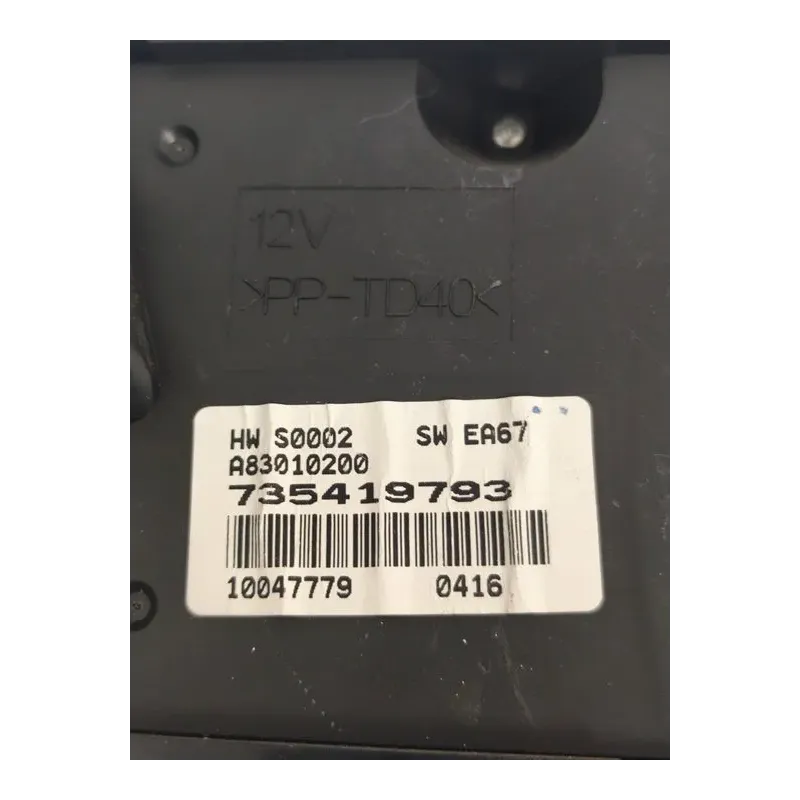 12V
>PP-TD40<
HW S0002 SW EA67
A83010200
735419793
10047779 0416